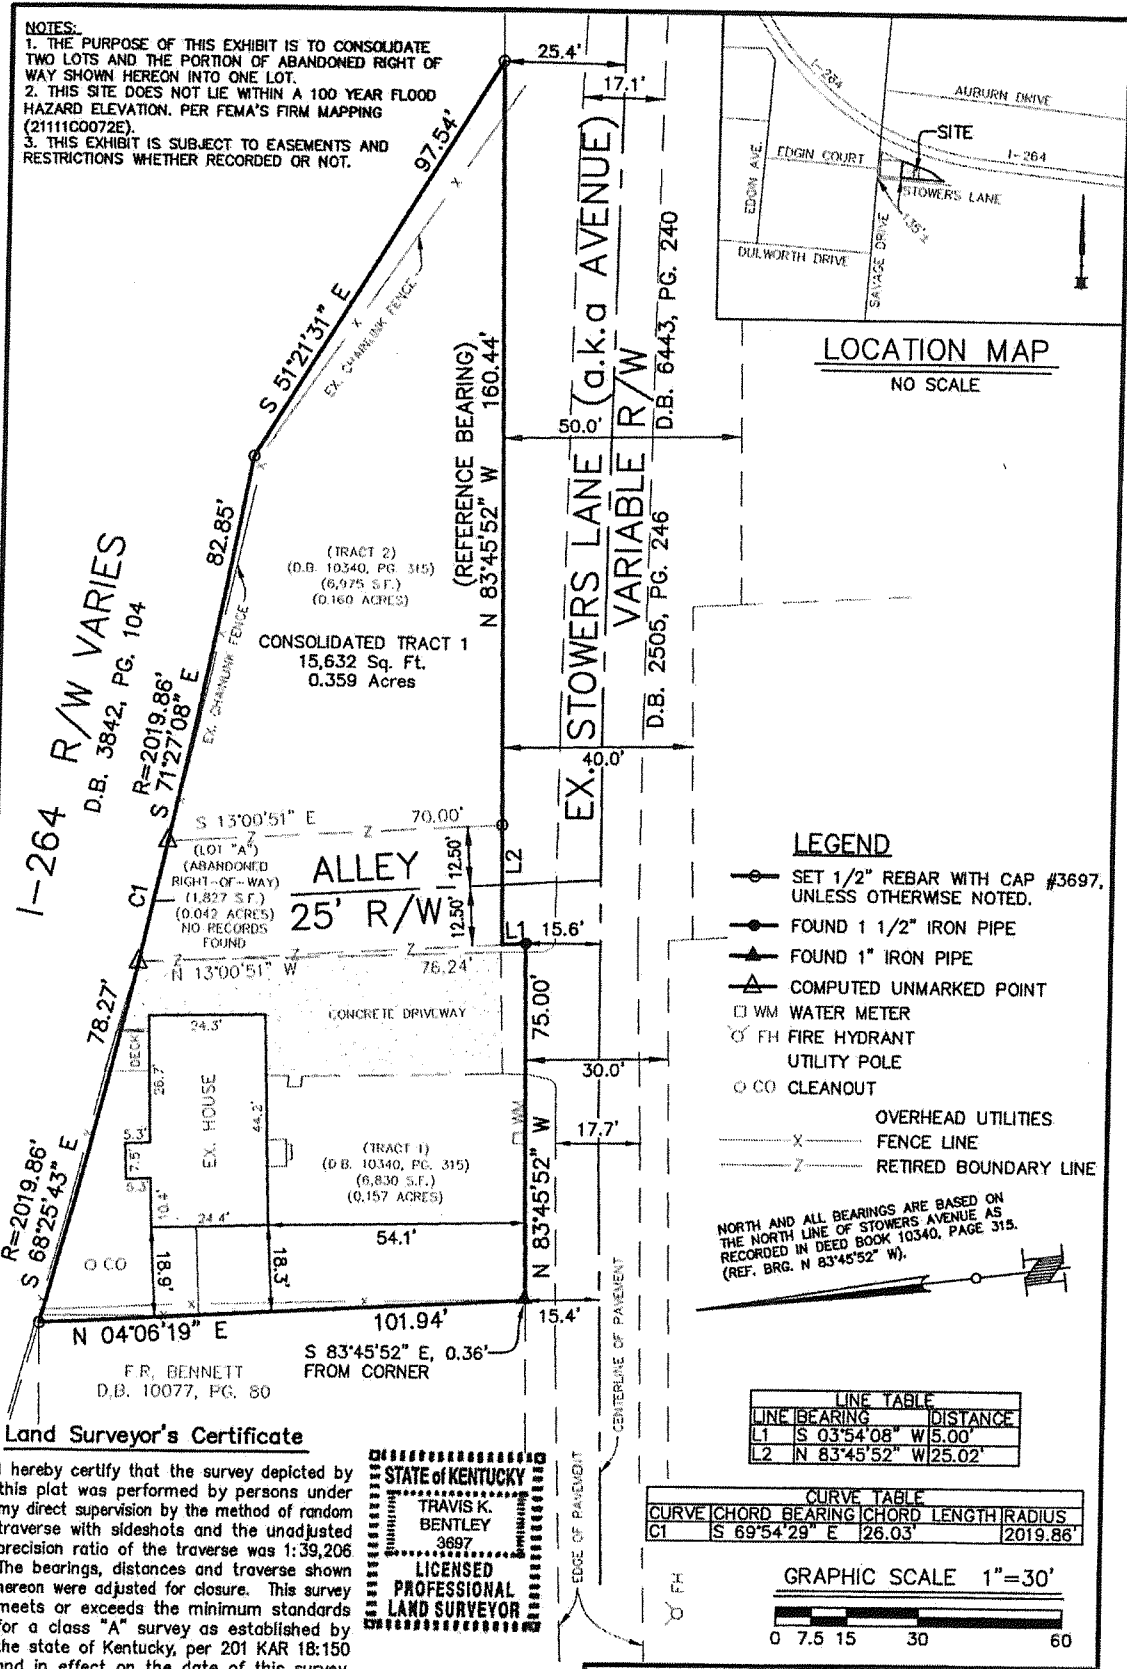 NOTES:
1. THE PURPOSE OF THIS EXHIBIT IS TO CONSOLIDATE
TWO LOTS AND THE PORTION OF ABANDONED RIGHT OF
WAY SHOWN HEREON INTO ONE LOT.
2. THIS SITE DOES NOT LIE WITHIN A 100 YEAR FLOOD
HAZARD ELEVATION. PER FEMA'S FIRM MAPPING
(21111C0072E).
3. THIS EXHIBIT IS SUBJECT TO EASEMENTS AND
RESTRICTIONS WHETHER RECORDED OR NOT.
25.4'
17.1'
97.54'
S 51°21'31" E
EX. CHAINLINK FENCE
I-264
AUBURN DRIVE
SITE
EDGIN AVE.
EDGIN COURT
I-264
STOWERS LANE
135'±
DULWORTH DRIVE
SAVAGE DRIVE
LOCATION MAP
NO SCALE
EX. STOWERS LANE (a.k.a AVENUE)
VARIABLE R/W
D.B. 2505, PG. 246
D.B. 6443, PG. 240
(REFERENCE BEARING)
N 83°45'52" W 160.44'
50.0'
82.85'
I-264 R/W VARIES
D.B. 3842, PG. 104
R=2019.86'
S 71°27'08" E
EX. CHAINLINK FENCE
(TRACT 2)
(D.B. 10340, PG. 315)
(6,975 S.F.)
(0.160 ACRES)
CONSOLIDATED TRACT 1
15,632 Sq. Ft.
0.359 Acres
40.0'
S 13°00'51" E 70.00'
(LOT "A")
(ABANDONED
RIGHT-OF-WAY)
(1,827 S.F.)
(0.042 ACRES)
NO RECORDS
FOUND
ALLEY
25' R/W
12.50'
12.50'
L2
C1
L1 15.6'
N 13°00'51" W 76.24'
CONCRETE DRIVEWAY
78.27'
75.00'
30.0'
24.3'
DECK
26.7'
EX. HOUSE
44.2'
5.3'
7.5'
5.3'
10.4'
24.4'
WM
17.7'
(TRACT 1)
(D.B. 10340, PG. 315)
(6,830 S.F.)
(0.157 ACRES)
N 83°45'52" W
54.1'
R=2019.86'
S 68°25'43" E
CO
18.9'
18.3'
N 04°06'19" E 101.94'
15.4'
S 83°45'52" E, 0.36'
FROM CORNER
F.R. BENNETT
D.B. 10077, PG. 80
CENTERLINE OF PAVEMENT
EDGE OF PAVEMENT
FH
LEGEND
SET 1/2" REBAR WITH CAP #3697,
UNLESS OTHERWISE NOTED.
FOUND 1 1/2" IRON PIPE
FOUND 1" IRON PIPE
COMPUTED UNMARKED POINT
WM WATER METER
FH FIRE HYDRANT
UTILITY POLE
CO CLEANOUT
OVERHEAD UTILITIES
X FENCE LINE
Z RETIRED BOUNDARY LINE
NORTH AND ALL BEARINGS ARE BASED ON
THE NORTH LINE OF STOWERS AVENUE AS
RECORDED IN DEED BOOK 10340, PAGE 315.
(REF. BRG. N 83°45'52" W).
LINE TABLE
LINE BEARING DISTANCE
L1 S 03°54'08" W 5.00'
L2 N 83°45'52" W 25.02'
CURVE TABLE
CURVE CHORD BEARING CHORD LENGTH RADIUS
C1 S 69°54'29" E 26.03' 2019.86'
GRAPHIC SCALE 1"=30'
0 7.5 15 30 60
Land Surveyor's Certificate
I hereby certify that the survey depicted by
this plat was performed by persons under
my direct supervision by the method of random
traverse with sideshots and the unadjusted
precision ratio of the traverse was 1:39,206
The bearings, distances and traverse shown
hereon were adjusted for closure. This survey
meets or exceeds the minimum standards
for a class "A" survey as established by
the state of Kentucky, per 201 KAR 18:150
and in effect on the date of this survey.
STATE of KENTUCKY
TRAVIS K.
BENTLEY
3697
LICENSED
PROFESSIONAL
LAND SURVEYOR